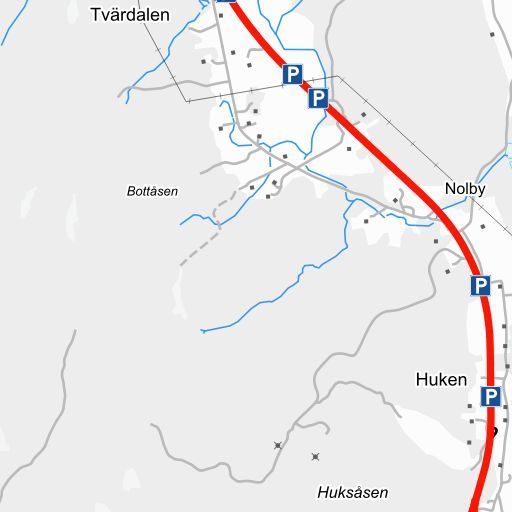 Tvärdalen
P
P
Bottåsen
Nolby
P
Huken
P
Huksåsen